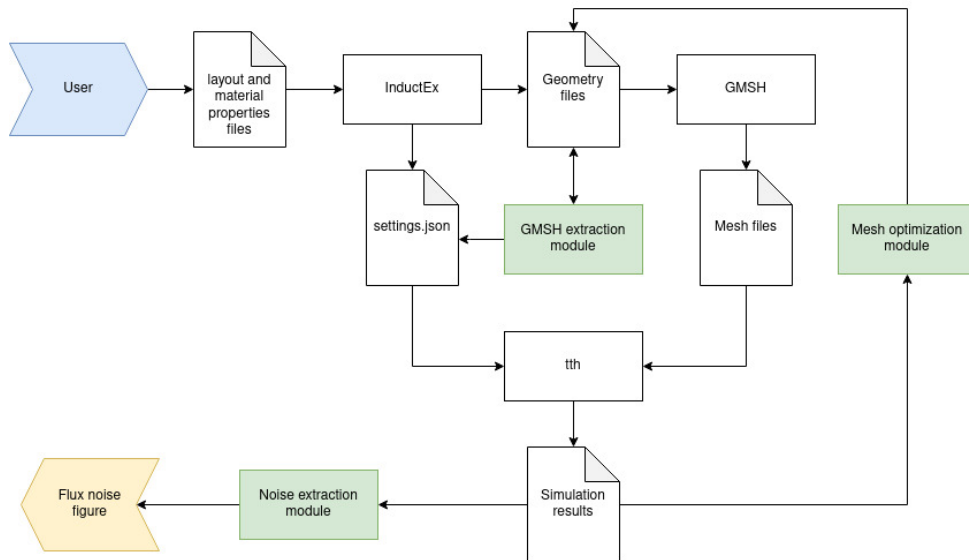 User
layout and
material
properties
files
InductEx
Geometry
files
GMSH
settings.json
GMSH extraction
module
Mesh files
Mesh optimization
module
tth
Flux noise
figure
Noise extraction
module
Simulation
results